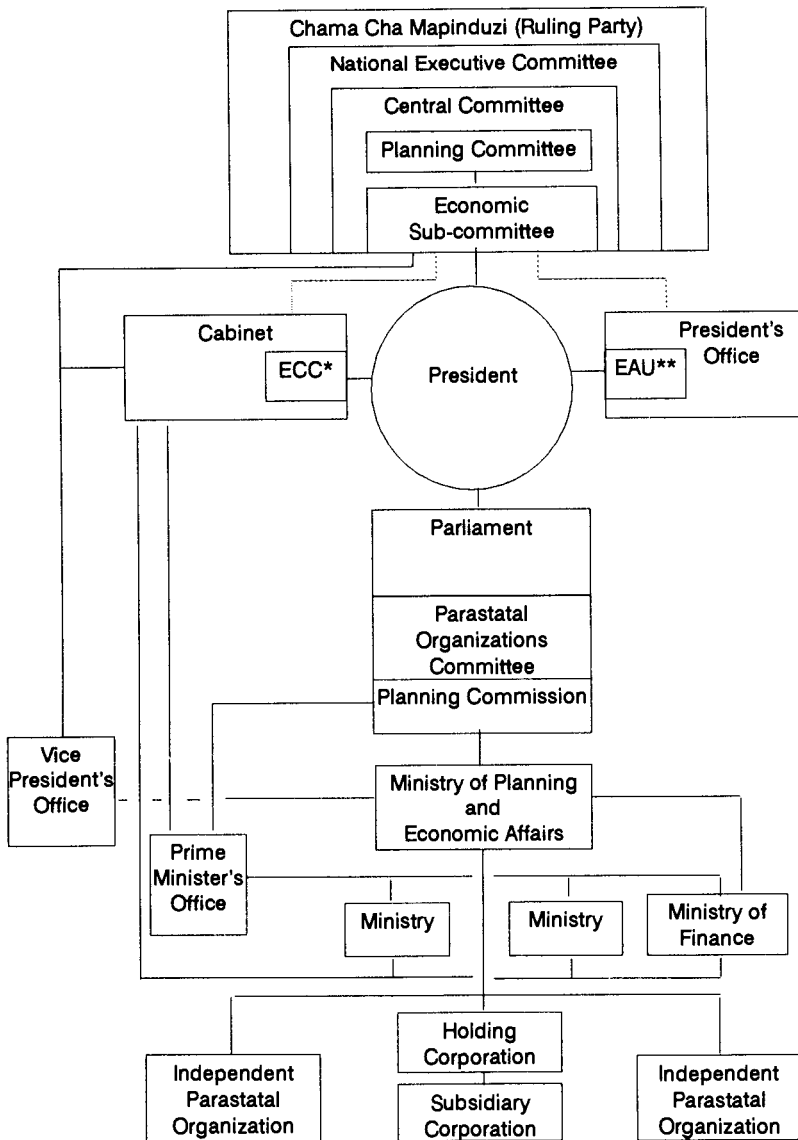 Chama Cha Mapinduzi (Ruling Party)
National Executive Committee
Central Committee
Planning Committee
Economic
Sub-committee
Cabinet
ECC*
President
President's
Office
EAU**
Parliament
Parastatal
Organizations
Committee
Planning Commission
Vice
President's
Office
Ministry of Planning
and
Economic Affairs
Prime
Minister's
Office
Ministry
Ministry
Ministry of
Finance
Holding
Corporation
Independent
Parastatal
Organization
Subsidiary
Corporation
Independent
Parastatal
Organization